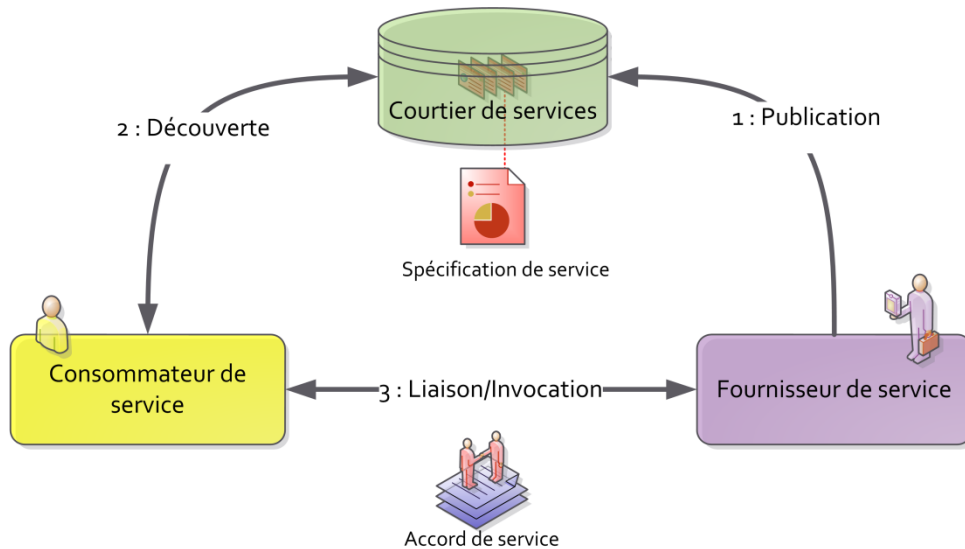 Courtier de services
2 : Découverte
1 : Publication
Spécification de service
Consommateur de
service
3 : Liaison/Invocation
Fournisseur de service
Accord de service